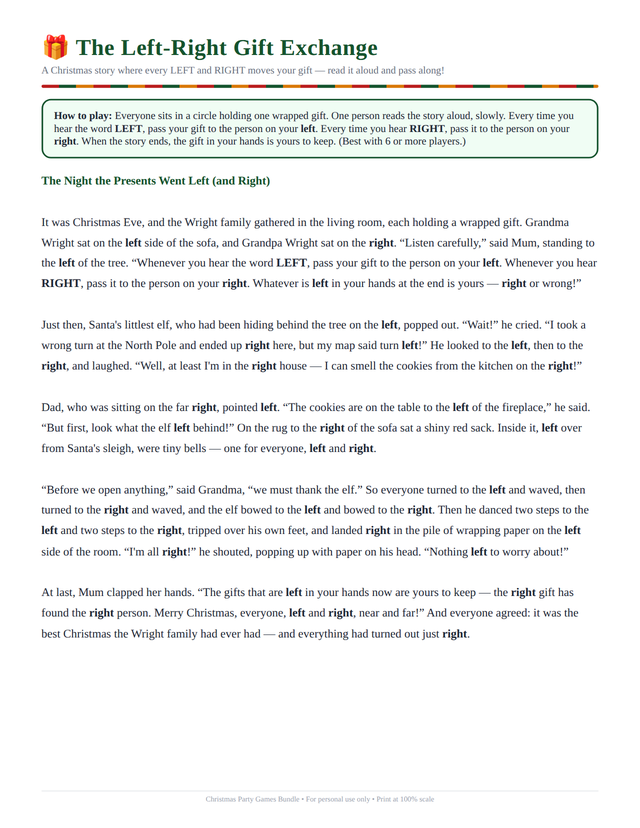 The Left-Right Gift Exchange
A Christmas story where every LEFT and RIGHT moves your gift — read it aloud and pass along!
How to play: Everyone sits in a circle holding one wrapped gift. One person reads the story aloud, slowly. Every time you
hear the word LEFT, pass your gift to the person on your left. Every time you hear RIGHT, pass it to the person on your
right. When the story ends, the gift in your hands is yours to keep. (Best with 6 or more players.)
The Night the Presents Went Left (and Right)
It was Christmas Eve, and the Wright family gathered in the living room, each holding a wrapped gift. Grandma
Wright sat on the left side of the sofa, and Grandpa Wright sat on the right. “Listen carefully,” said Mum, standing to
the left of the tree. “Whenever you hear the word LEFT, pass your gift to the person on your left. Whenever you hear
RIGHT, pass it to the person on your right. Whatever is left in your hands at the end is yours — right or wrong!”
Just then, Santa's littlest elf, who had been hiding behind the tree on the left, popped out. “Wait!” he cried. “I took a
wrong turn at the North Pole and ended up right here, but my map said turn left!” He looked to the left, then to the
right, and laughed. “Well, at least I'm in the right house — I can smell the cookies from the kitchen on the right!”
Dad, who was sitting on the far right, pointed left. “The cookies are on the table to the left of the fireplace,” he said.
“But first, look what the elf left behind!” On the rug to the right of the sofa sat a shiny red sack. Inside it, left over
from Santa's sleigh, were tiny bells — one for everyone, left and right.
“Before we open anything,” said Grandma, “we must thank the elf.” So everyone turned to the left and waved, then
turned to the right and waved, and the elf bowed to the left and bowed to the right. Then he danced two steps to the
left and two steps to the right, tripped over his own feet, and landed right in the pile of wrapping paper on the left
side of the room. “I'm all right!” he shouted, popping up with paper on his head. “Nothing left to worry about!”
At last, Mum clapped her hands. “The gifts that are left in your hands now are yours to keep — the right gift has
found the right person. Merry Christmas, everyone, left and right, near and far!” And everyone agreed: it was the
best Christmas the Wright family had ever had — and everything had turned out just right.
Christmas Party Games Bundle • For personal use only • Print at 100% scale